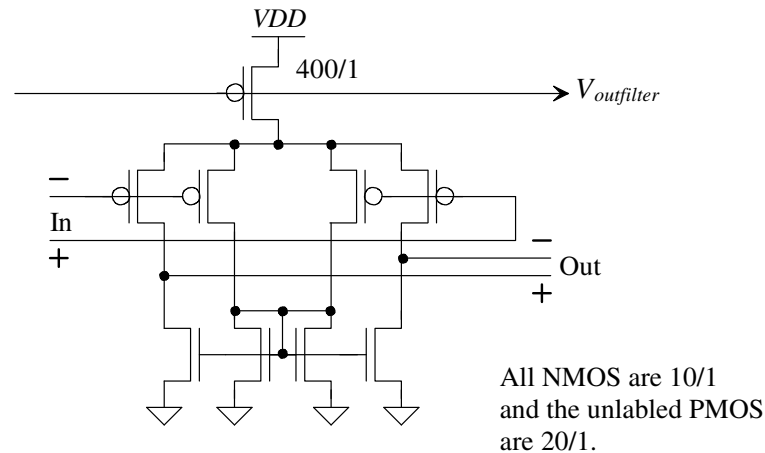 VDD
400/1
Voutfilter
−
In
+
−
Out
+
All NMOS are 10/1
and the unlabled PMOS
are 20/1.